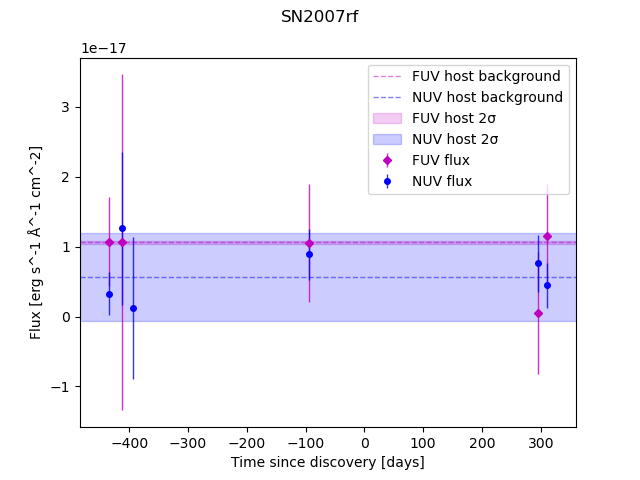 SN2007rf
1e−17
FUV host background
NUV host background
FUV host 2σ
NUV host 2σ
FUV flux
NUV flux
3
2
1
0
−1
Flux [erg s^-1 Å^-1 cm^-2]
−400 −300 −200 −100 0 100 200 300
Time since discovery [days]